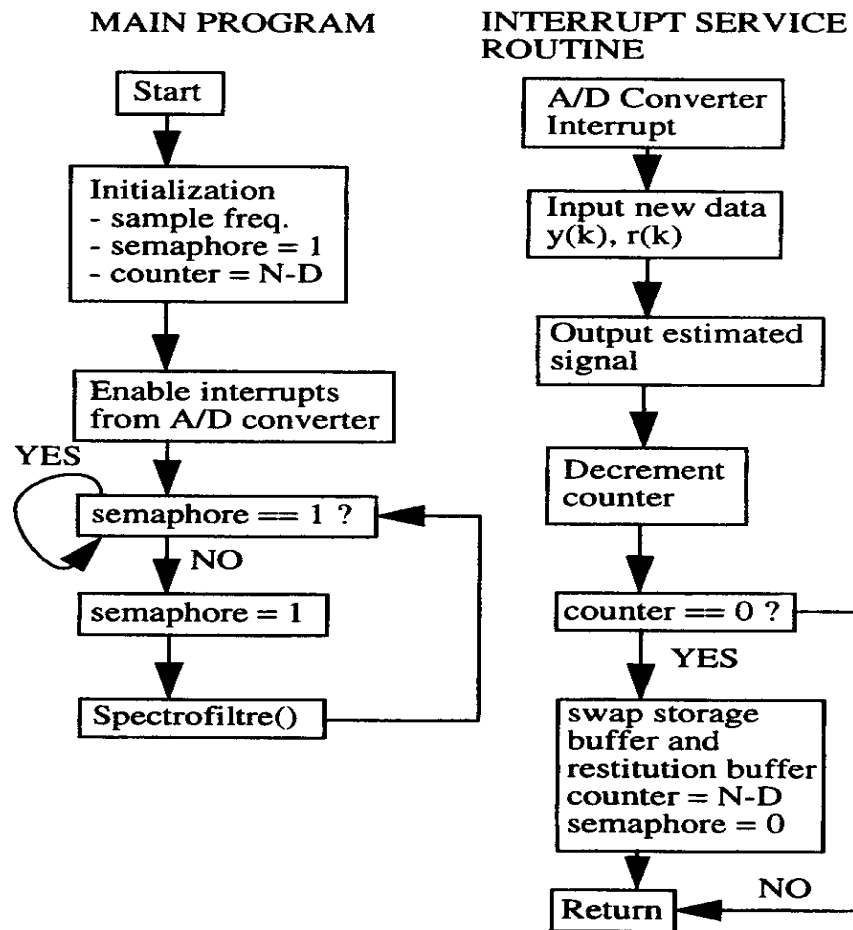 MAIN PROGRAM
Start
Initialization
- sample freq.
- semaphore = 1
- counter = N-D
Enable interrupts
from A/D converter
YES
semaphore == 1 ?
NO
semaphore = 1
Spectrofiltre()
INTERRUPT SERVICE
ROUTINE
A/D Converter
Interrupt
Input new data
y(k), r(k)
Output estimated
signal
Decrement
counter
counter == 0 ?
YES
swap storage
buffer and
restitution buffer
counter = N-D
semaphore = 0
NO
Return